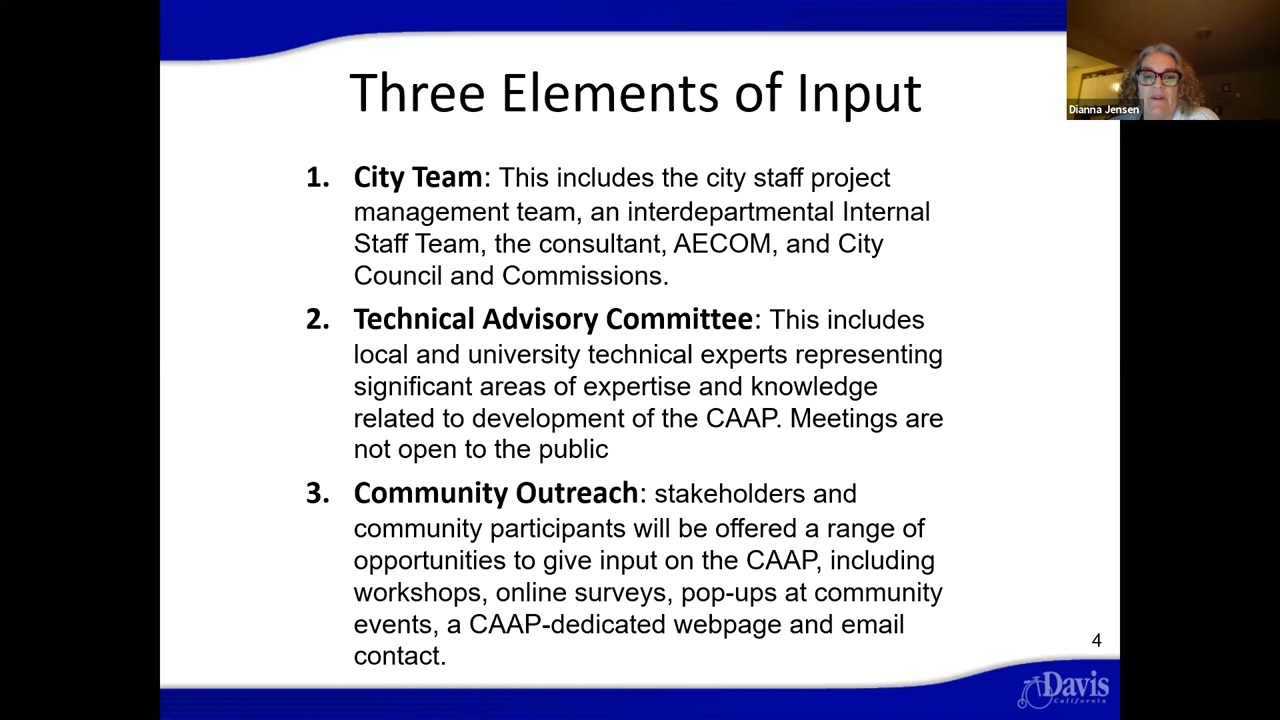 Three Elements of Input
Dianna Jensen
1. City Team: This includes the city staff project
management team, an interdepartmental Internal
Staff Team, the consultant, AECOM, and City
Council and Commissions.
2. Technical Advisory Committee: This includes
local and university technical experts representing
significant areas of expertise and knowledge
related to development of the CAAP. Meetings are
not open to the public
3. Community Outreach: stakeholders and
community participants will be offered a range of
opportunities to give input on the CAAP, including
workshops, online surveys, pop-ups at community
events, a CAAP-dedicated webpage and email
contact.
4
Davis
California